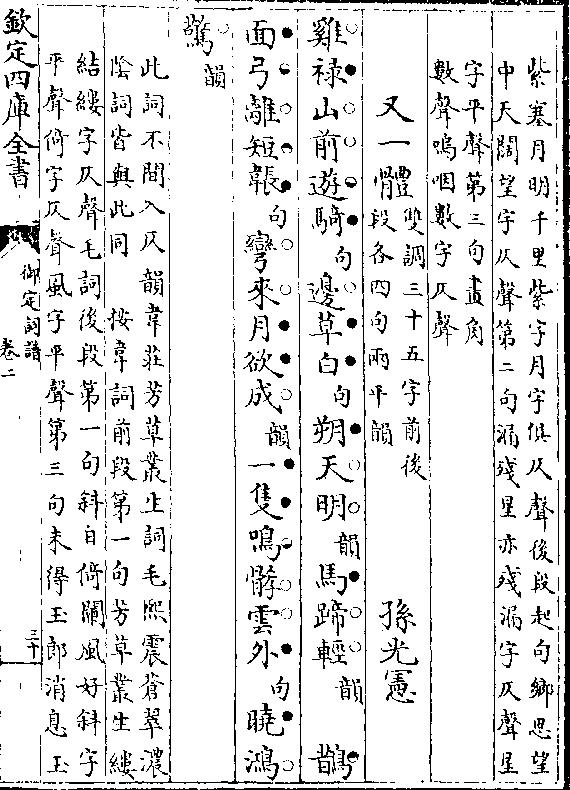 紫塞月明千里紫字月字俱仄聲後段起句鄉思望
中天闊望字仄聲第二句漏殘星亦殘漏字仄聲星
字平聲第三句畫角
數聲嗚咽數字仄聲
又一體 雙調三十五字前後
段各四句兩平韻 孫光憲
雞祿山前遊騎句邊草白句朔天明韻馬蹄輕韻 鵲
面弓離短韔句彎來月欲成韻一隻鳴髇雲外句曉鴻
驚韻
此詞不間入仄韻韋莊芳草叢生詞毛熙震蒼翠濃
陰詞皆與此同 按韋詞前段第一句芳草叢生縷
結縷字仄聲毛詞後段第一句斜自倚闌風好斜字
平聲倚字仄聲風字平聲第三句未得玉郎消息玉
欽定四庫全書
御定詞譜
卷二
三十